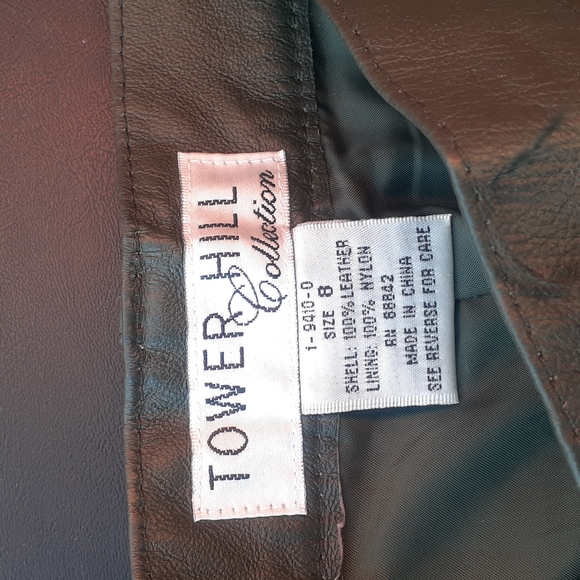 TOWER HILL
Collection
1-9410-0
SIZE 8
SHELL: 100% LEATHER
LINING: 100% NYLON
RN 68842
MADE IN CHINA
SEE REVERSE FOR CARE